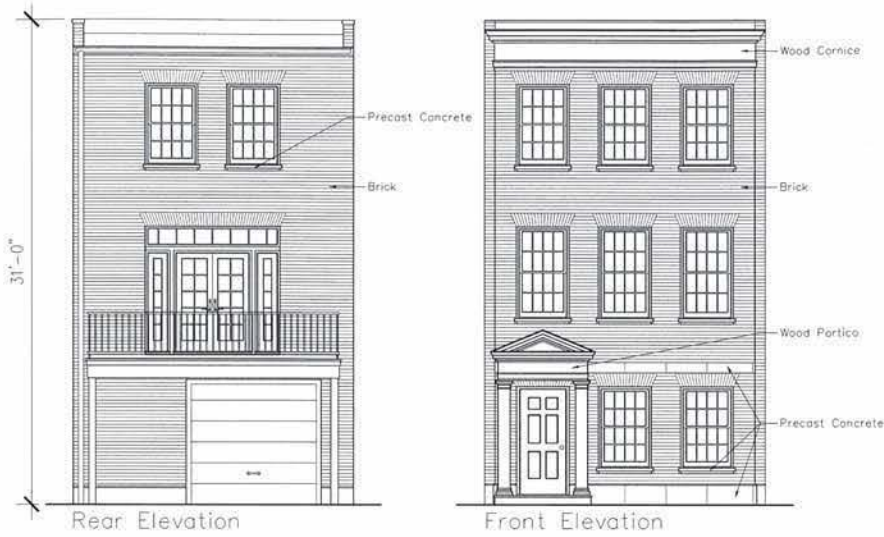 31'-0"
Precast Concrete
Brick
Rear Elevation
Wood Cornice
Brick
Wood Portico
Precast Concrete
Front Elevation